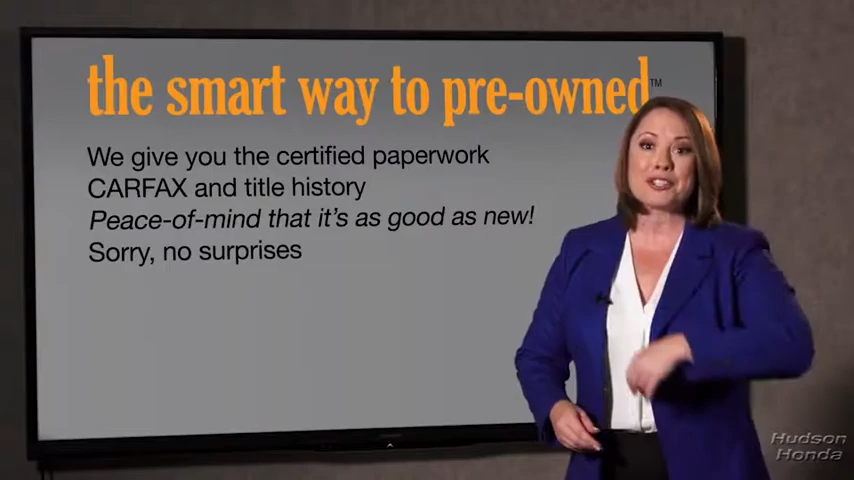 the smart way to pre-owned™
We give you the certified paperwork
CARFAX and title history
Peace-of-mind that it's as good as new!
Sorry, no surprises
Hudson
Honda